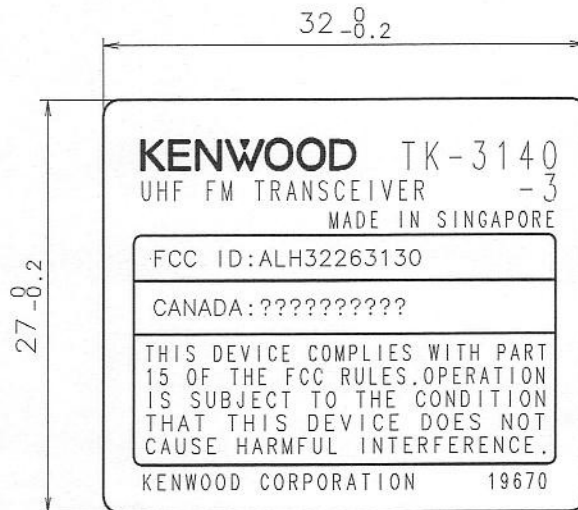 32 0 -0.2
27 0 -0.2
KENWOOD TK-3140
UHF FM TRANSCEIVER -3
MADE IN SINGAPORE
FCC ID:ALH32263130
CANADA:??????????
THIS DEVICE COMPLIES WITH PART
15 OF THE FCC RULES.OPERATION
IS SUBJECT TO THE CONDITION
THAT THIS DEVICE DOES NOT
CAUSE HARMFUL INTERFERENCE.
KENWOOD CORPORATION 19670